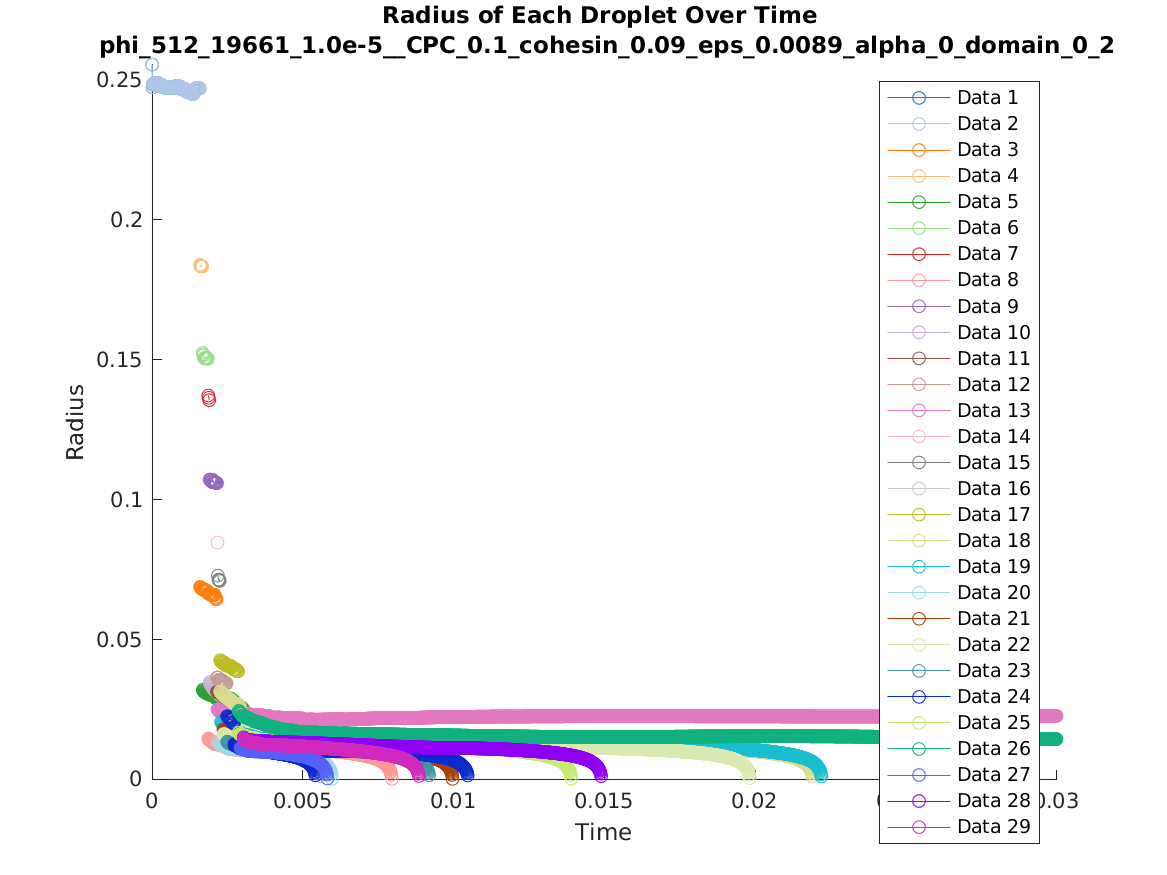 Radius of Each Droplet Over Time
phi_512_19661_1.0e-5__CPC_0.1_cohesin_0.09_eps_0.0089_alpha_0_domain_0_2
0.25
0.2
0.15
0.1
0.05
0
Radius
0
0.005
0.01
0.015
0.02
0
0.03
Time
Data 1
Data 2
Data 3
Data 4
Data 5
Data 6
Data 7
Data 8
Data 9
Data 10
Data 11
Data 12
Data 13
Data 14
Data 15
Data 16
Data 17
Data 18
Data 19
Data 20
Data 21
Data 22
Data 23
Data 24
Data 25
Data 26
Data 27
Data 28
Data 29